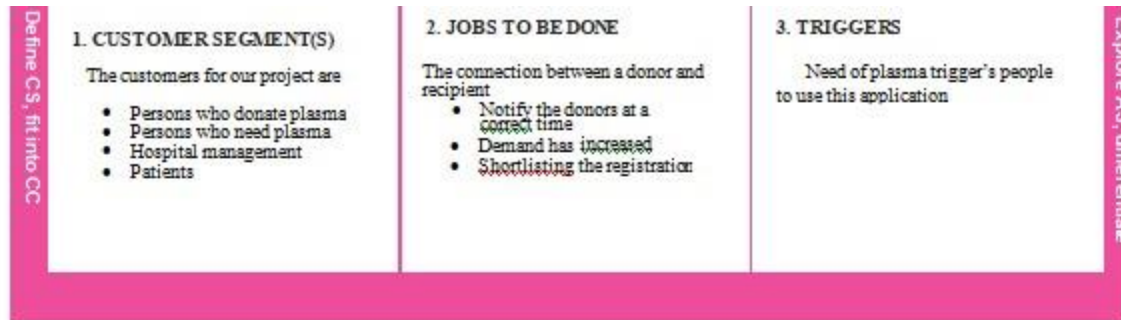 Define CS, fit into CC
1. CUSTOMER SEGMENT(S)
The customers for our project are
• Persons who donate plasma
• Persons who need plasma
• Hospital management
• Patients
2. JOBS TO BE DONE
The connection between a donor and
recipient
• Notify the donors at a
correct time
• Demand has increased
• Shortlisting the registration
3. TRIGGERS
Need of plasma trigger's people
to use this application
Explore AS, differentiate